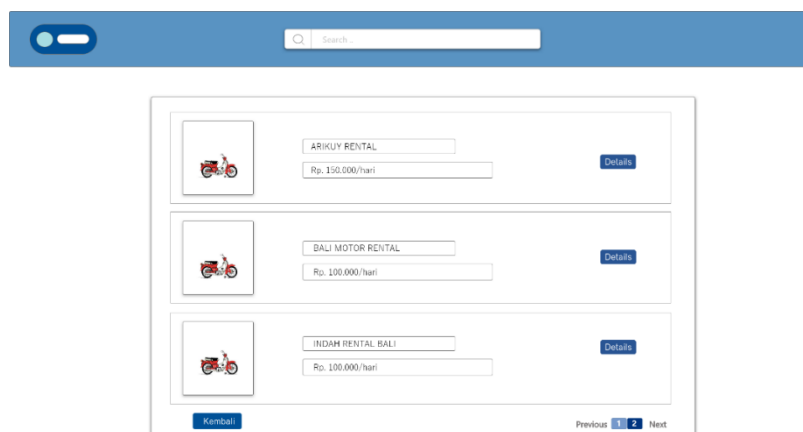 Search...
ARIKUY RENTAL
Rp. 150.000/hari
Details
BALI MOTOR RENTAL
Rp. 100.000/hari
Details
INDAH RENTAL BALI
Rp. 100.000/hari
Details
Kembali
Previous 1 2 Next